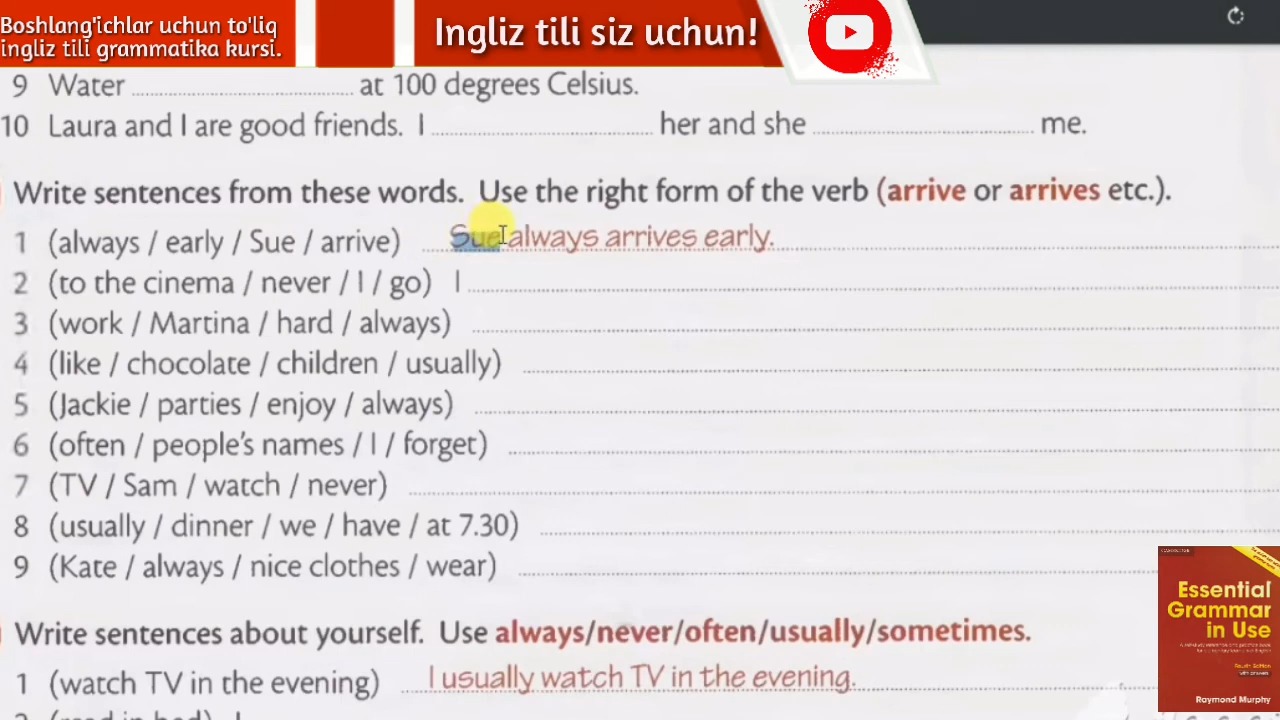 Boshlang'ichlar uchun to'liq
ingliz tili grammatika kursi.
Ingliz tili siz uchun!
9 Water ........................ at 100 degrees Celsius.
10 Laura and I are good friends. I ........................ her and she ........................ me.
Write sentences from these words. Use the right form of the verb (arrive or arrives etc.).
1 (always / early / Sue / arrive) Sue always arrives early.
2 (to the cinema / never / I / go) I ........................
3 (work / Martina / hard / always) ........................
4 (like / chocolate / children / usually) ........................
5 (Jackie / parties / enjoy / always) ........................
6 (often / people's names / I / forget) ........................
7 (TV / Sam / watch / never) ........................
8 (usually / dinner / we / have / at 7.30) ........................
9 (Kate / always / nice clothes / wear) ........................
Write sentences about yourself. Use always/never/often/usually/sometimes.
1 (watch TV in the evening) I usually watch TV in the evening.
2 (read in bed) I
Essential
Grammar
in Use
Fourth Edition
Raymond Murphy